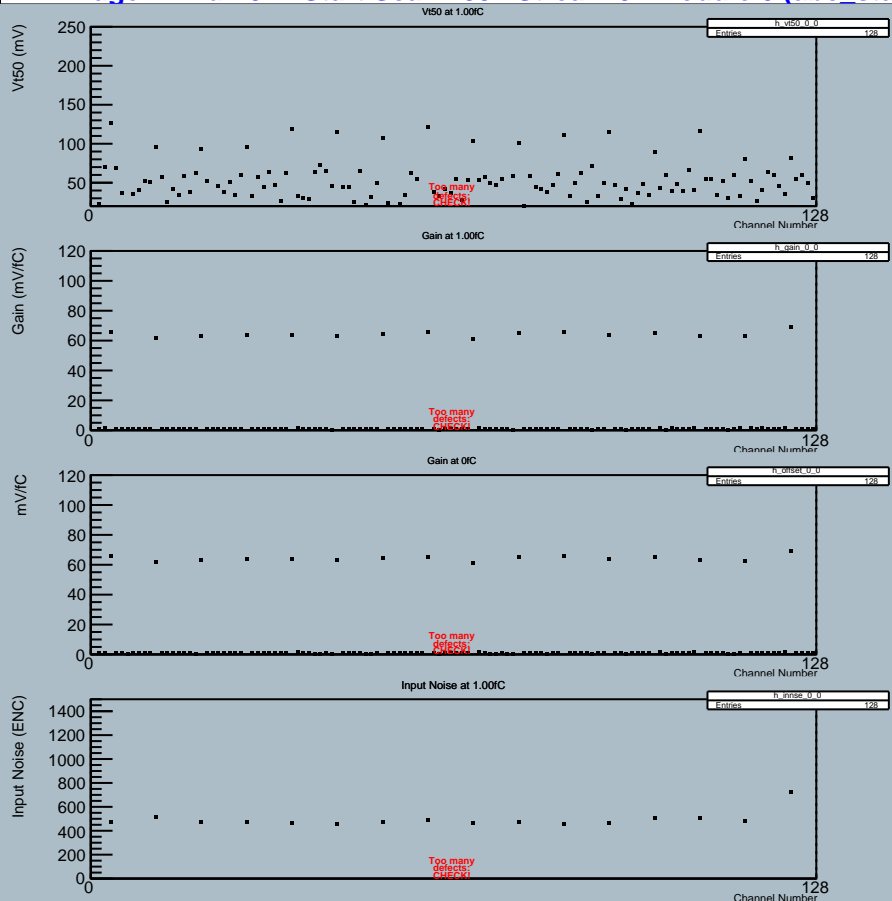 Vt50 at 1.00fC
h_vt50_0_0
Entries 128
Vt50 (mV)
250
200
150
100
50
Too many
defects:
CHECK!
0
128
Channel Number
Gain at 1.00fC
h_gain_0_0
Entries 128
Gain (mV/fC)
120
100
80
60
40
20
0
Too many
defects:
CHECK!
0
128
Channel Number
Gain at 0fC
h_offset_0_0
Entries 128
mV/fC
120
100
80
60
40
20
0
Too many
defects:
CHECK!
0
128
Channel Number
Input Noise at 1.00fC
h_innse_0_0
Entries 128
Input Noise (ENC)
1400
1200
1000
800
600
400
200
0
Too many
defects:
CHECK!
0
128
Channel Number